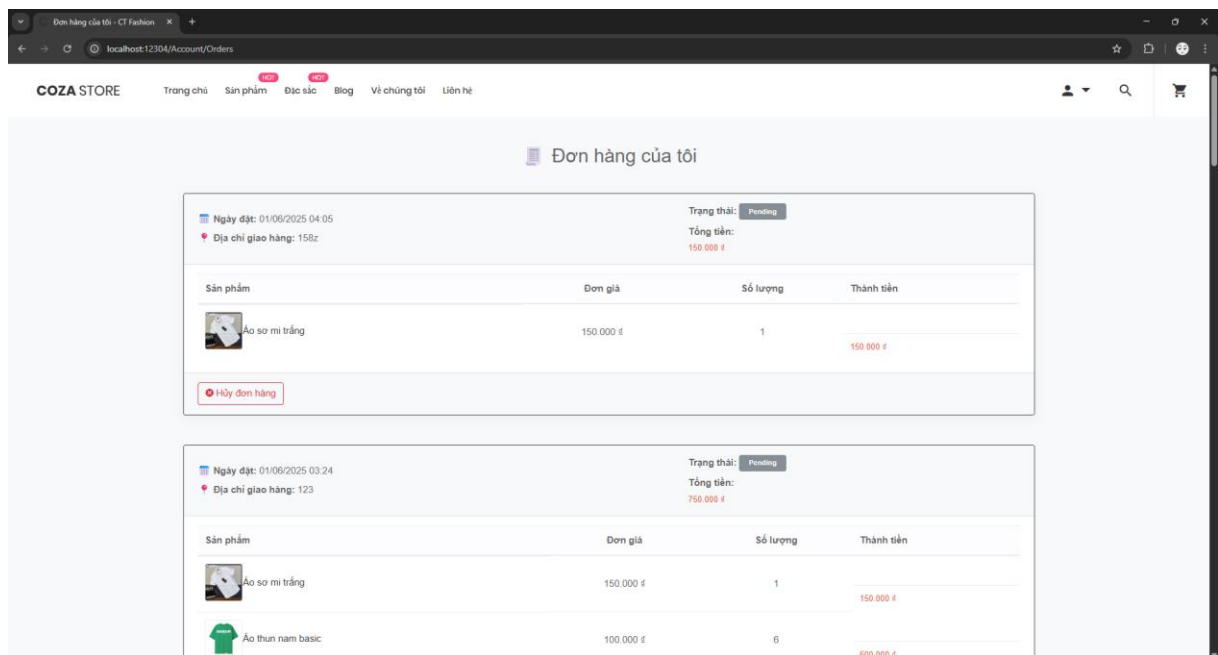 Đơn hàng của tôi - CT Fashion
localhost:12304/Account/Orders
COZA STORE Trang chủ Sản phẩm HOT Đặc sắc HOT Blog Về chúng tôi Liên hệ
Đơn hàng của tôi
Ngày đặt: 01/06/2025 04:05
Địa chỉ giao hàng: 158z
Trạng thái: Pending
Tổng tiền:
150.000 ₫
Sản phẩm Đơn giá Số lượng Thành tiền
Áo sơ mi trắng 150.000 ₫ 1
150.000 ₫
Hủy đơn hàng
Ngày đặt: 01/06/2025 03:24
Địa chỉ giao hàng: 123
Trạng thái: Pending
Tổng tiền:
750.000 ₫
Sản phẩm Đơn giá Số lượng Thành tiền
Áo sơ mi trắng 150.000 ₫ 1
150.000 ₫
Áo thun nam basic 100.000 ₫ 6
600.000 ₫